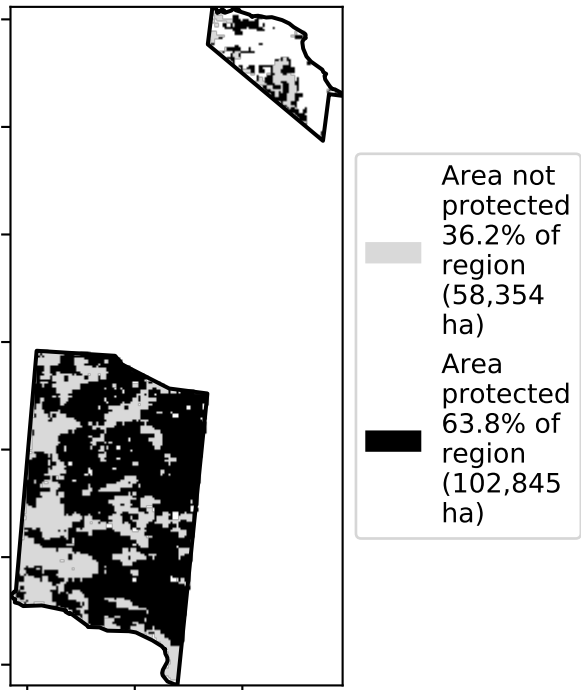 Area not
protected
36.2% of
region
(58,354
ha)
Area
protected
63.8% of
region
(102,845
ha)